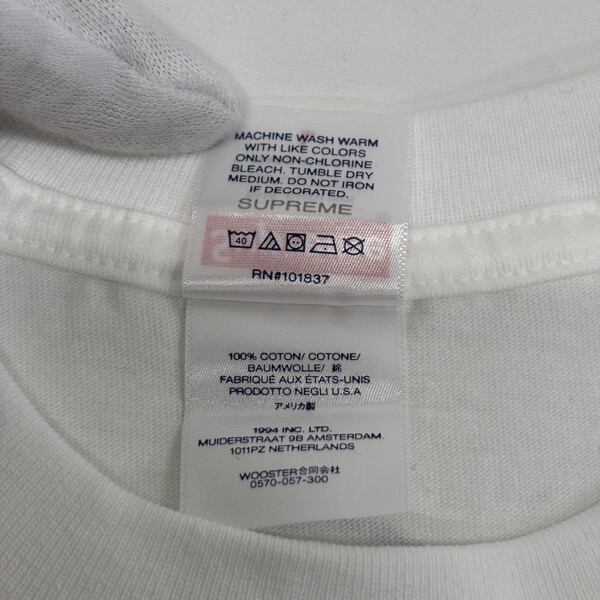 MACHINE WASH WARM
WITH LIKE COLORS
ONLY NON-CHLORINE
BLEACH. TUMBLE DRY
MEDIUM. DO NOT IRON
IF DECORATED.
SUPREME
40
RN#101837
100% COTON/ COTONE/
BAUMWOLLE/ 綿
FABRIQUÉ AUX ÉTATS-UNIS
PRODOTTO NEGLI U.S.A
アメリカ製
1994 INC. LTD.
MUIDERSTRAAT 9B AMSTERDAM.
1011PZ NETHERLANDS
WOOSTER合同会社
0570-057-300